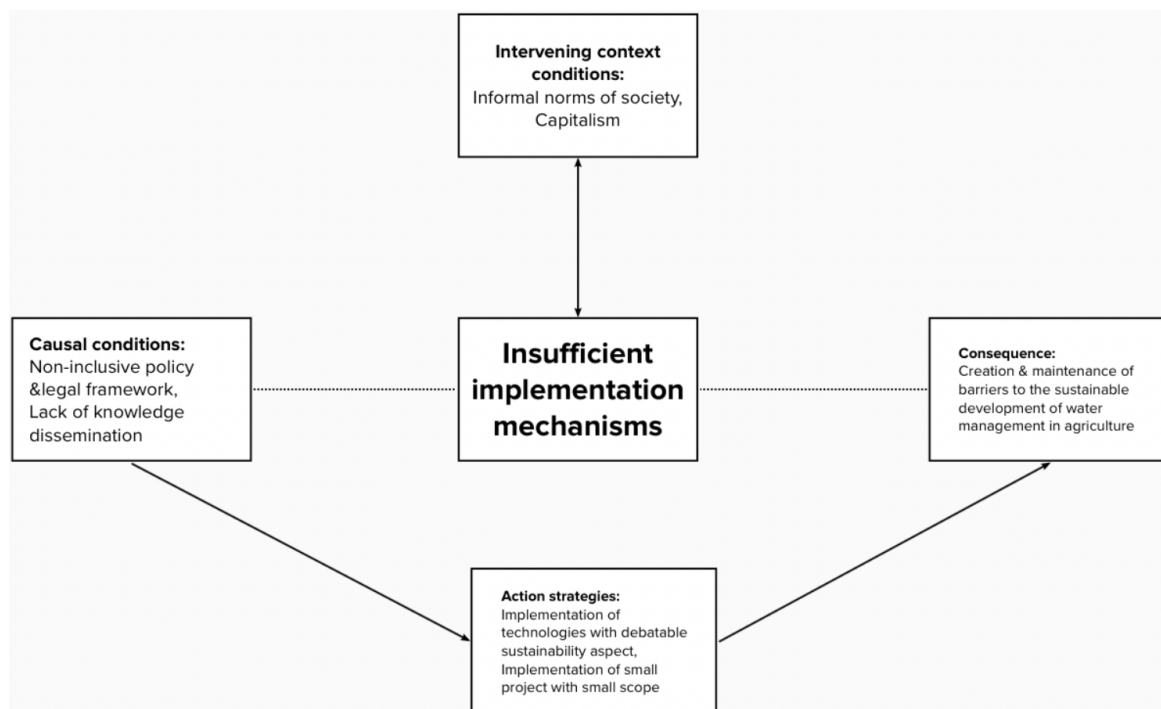 Intervening context
conditions:
Informal norms of society,
Capitalism
Causal conditions:
Non-inclusive policy
&legal framework,
Lack of knowledge
dissemination
Insufficient
implementation
mechanisms
Consequence:
Creation & maintenance of
barriers to the sustainable
development of water
management in agriculture
Action strategies:
Implementation of
technologies with debatable
sustainability aspect,
Implementation of small
project with small scope